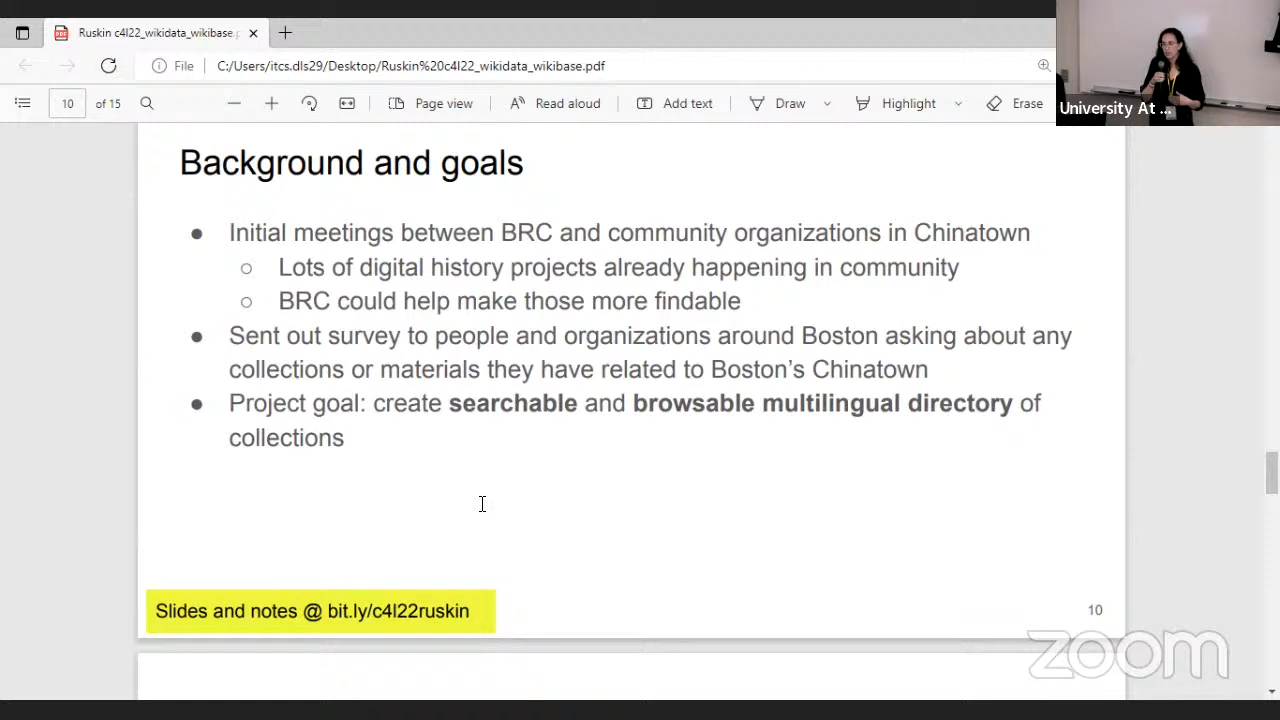 Ruskin c4l22_wikidata_wikibase.p
File
C:/Users/itcs.dls29/Desktop/Ruskin%20c4l22_wikidata_wikibase.pdf
10 of 15
Page view
Read aloud
Add text
Draw
Highlight
Erase
University At ...
Background and goals
● Initial meetings between BRC and community organizations in Chinatown
○ Lots of digital history projects already happening in community
○ BRC could help make those more findable
● Sent out survey to people and organizations around Boston asking about any
collections or materials they have related to Boston’s Chinatown
● Project goal: create searchable and browsable multilingual directory of
collections
Slides and notes @ bit.ly/c4l22ruskin
10
zoom